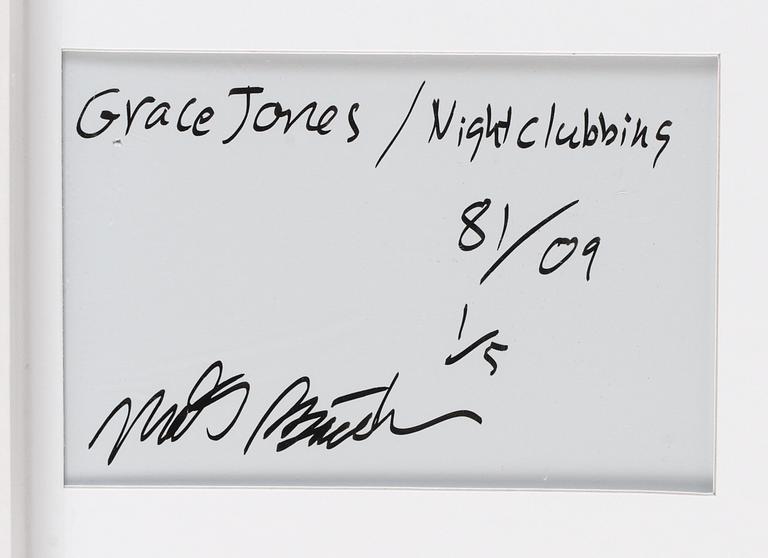 Grace Jones / Nightclubbing
81/09
1/5